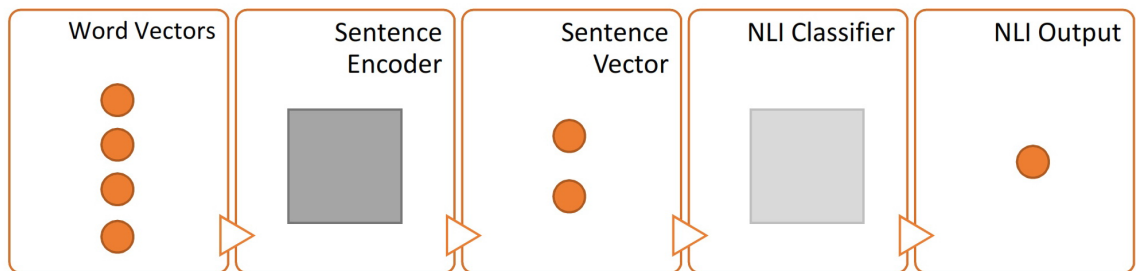 Word Vectors
Sentence
Encoder
Sentence
Vector
NLI Classifier
NLI Output